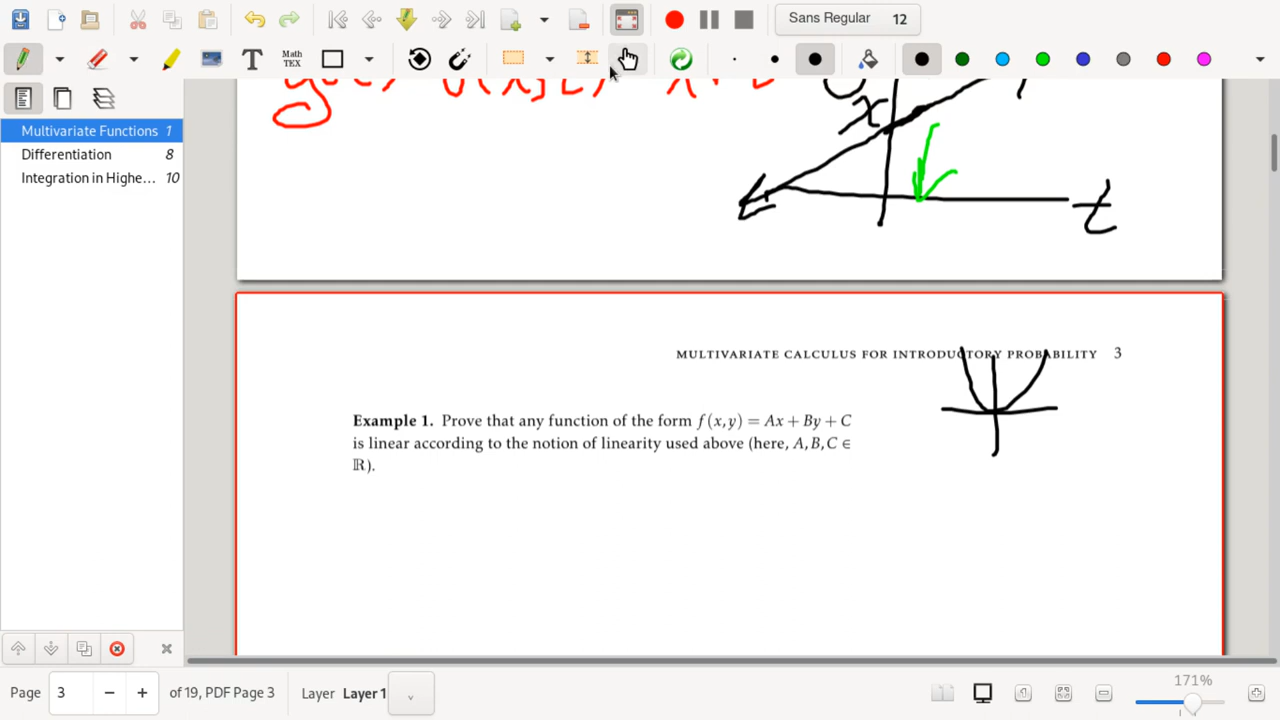 Sans Regular 12
Math
TEX
Multivariate Functions 1
Differentiation 8
Integration in Highe... 10
x
t
MULTIVARIATE CALCULUS FOR INTRODUCTORY PROBABILITY 3
Example 1. Prove that any function of the form f(x,y) = Ax + By + C
is linear according to the notion of linearity used above (here, A,B,C ∈
ℝ).
Page 3 of 19, PDF Page 3 Layer Layer 1 171%